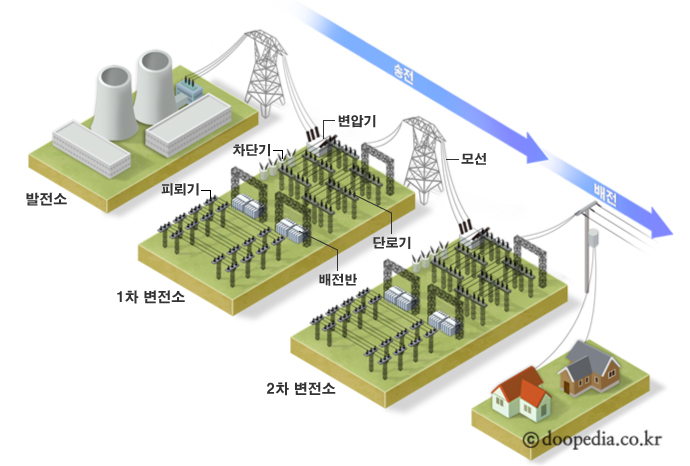 송전
배전
발전소
변압기
차단기
피뢰기
모선
단로기
배전반
1차 변전소
2차 변전소
© doopedia.co.kr